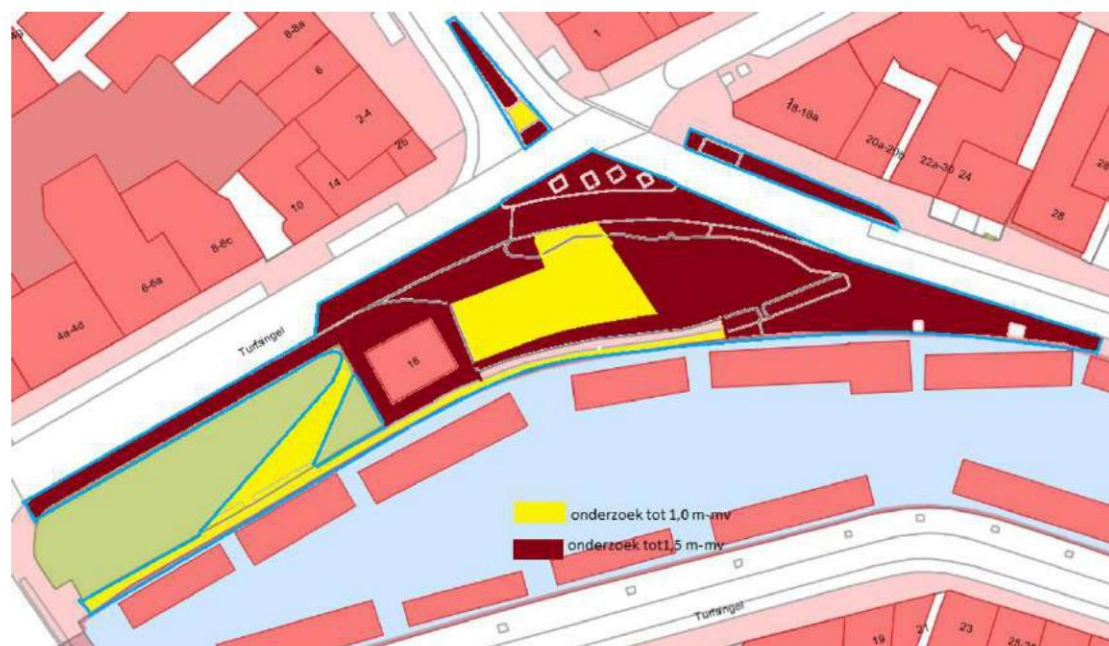 8-8a
1
6
2-4
2b
14
10
8-8c
6-6a
4a-4d
18-18a
20a-20b
22a-30
24
28
Turfsingel
16
onderzoek tot 1,0 m-mv
onderzoek tot1,5 m-mv
Turfsingel
19
21
23